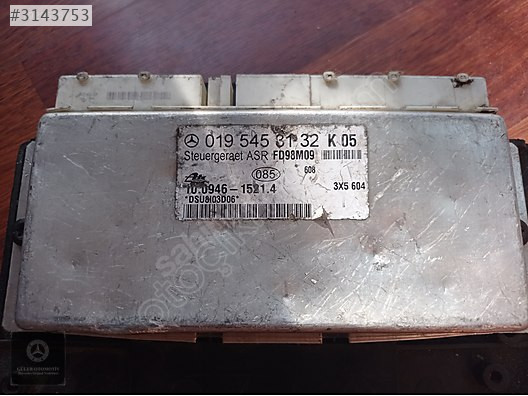 #3143753
019 545 31 32 K 05
Steuergeraet ASR FD98M09
085
608
10.0946-1521.4
3X5 604
*DSU8I03D06*